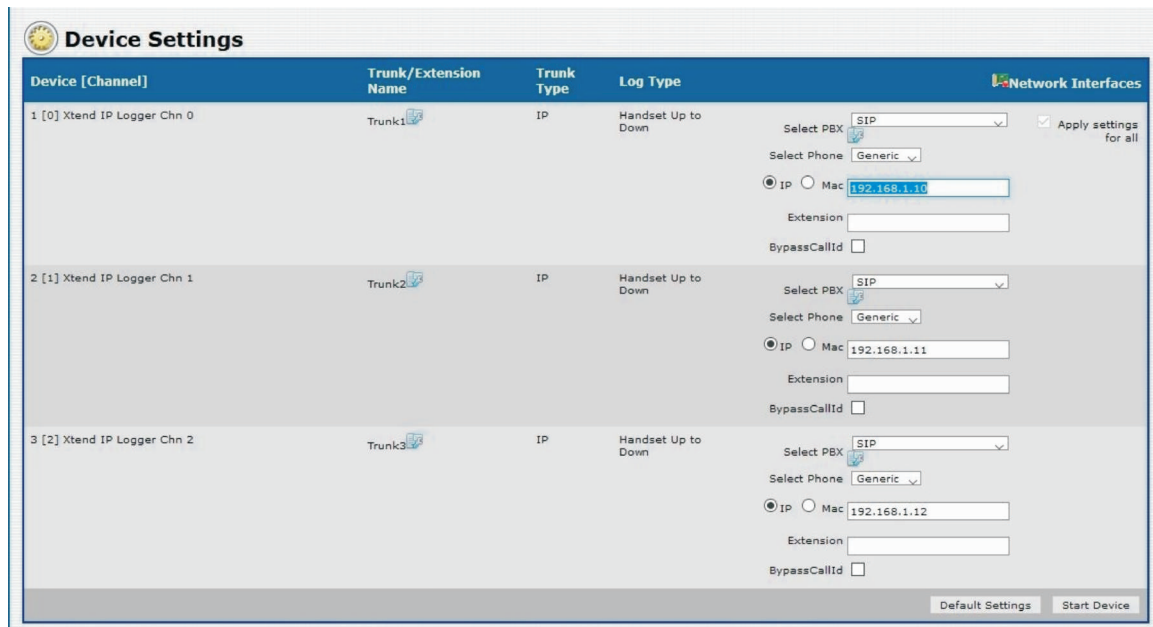 Device Settings
Device [Channel] Trunk/Extension Name Trunk Type Log Type Network Interfaces
1 [0] Xtend IP Logger Chn 0 Trunk1 IP Handset Up to Down
Select PBX SIP Apply settings for all
Select Phone Generic
IP Mac 192.168.1.10
Extension
BypassCallId
2 [1] Xtend IP Logger Chn 1 Trunk2 IP Handset Up to Down
Select PBX SIP
Select Phone Generic
IP Mac 192.168.1.11
Extension
BypassCallId
3 [2] Xtend IP Logger Chn 2 Trunk3 IP Handset Up to Down
Select PBX SIP
Select Phone Generic
IP Mac 192.168.1.12
Extension
BypassCallId
Default Settings Start Device